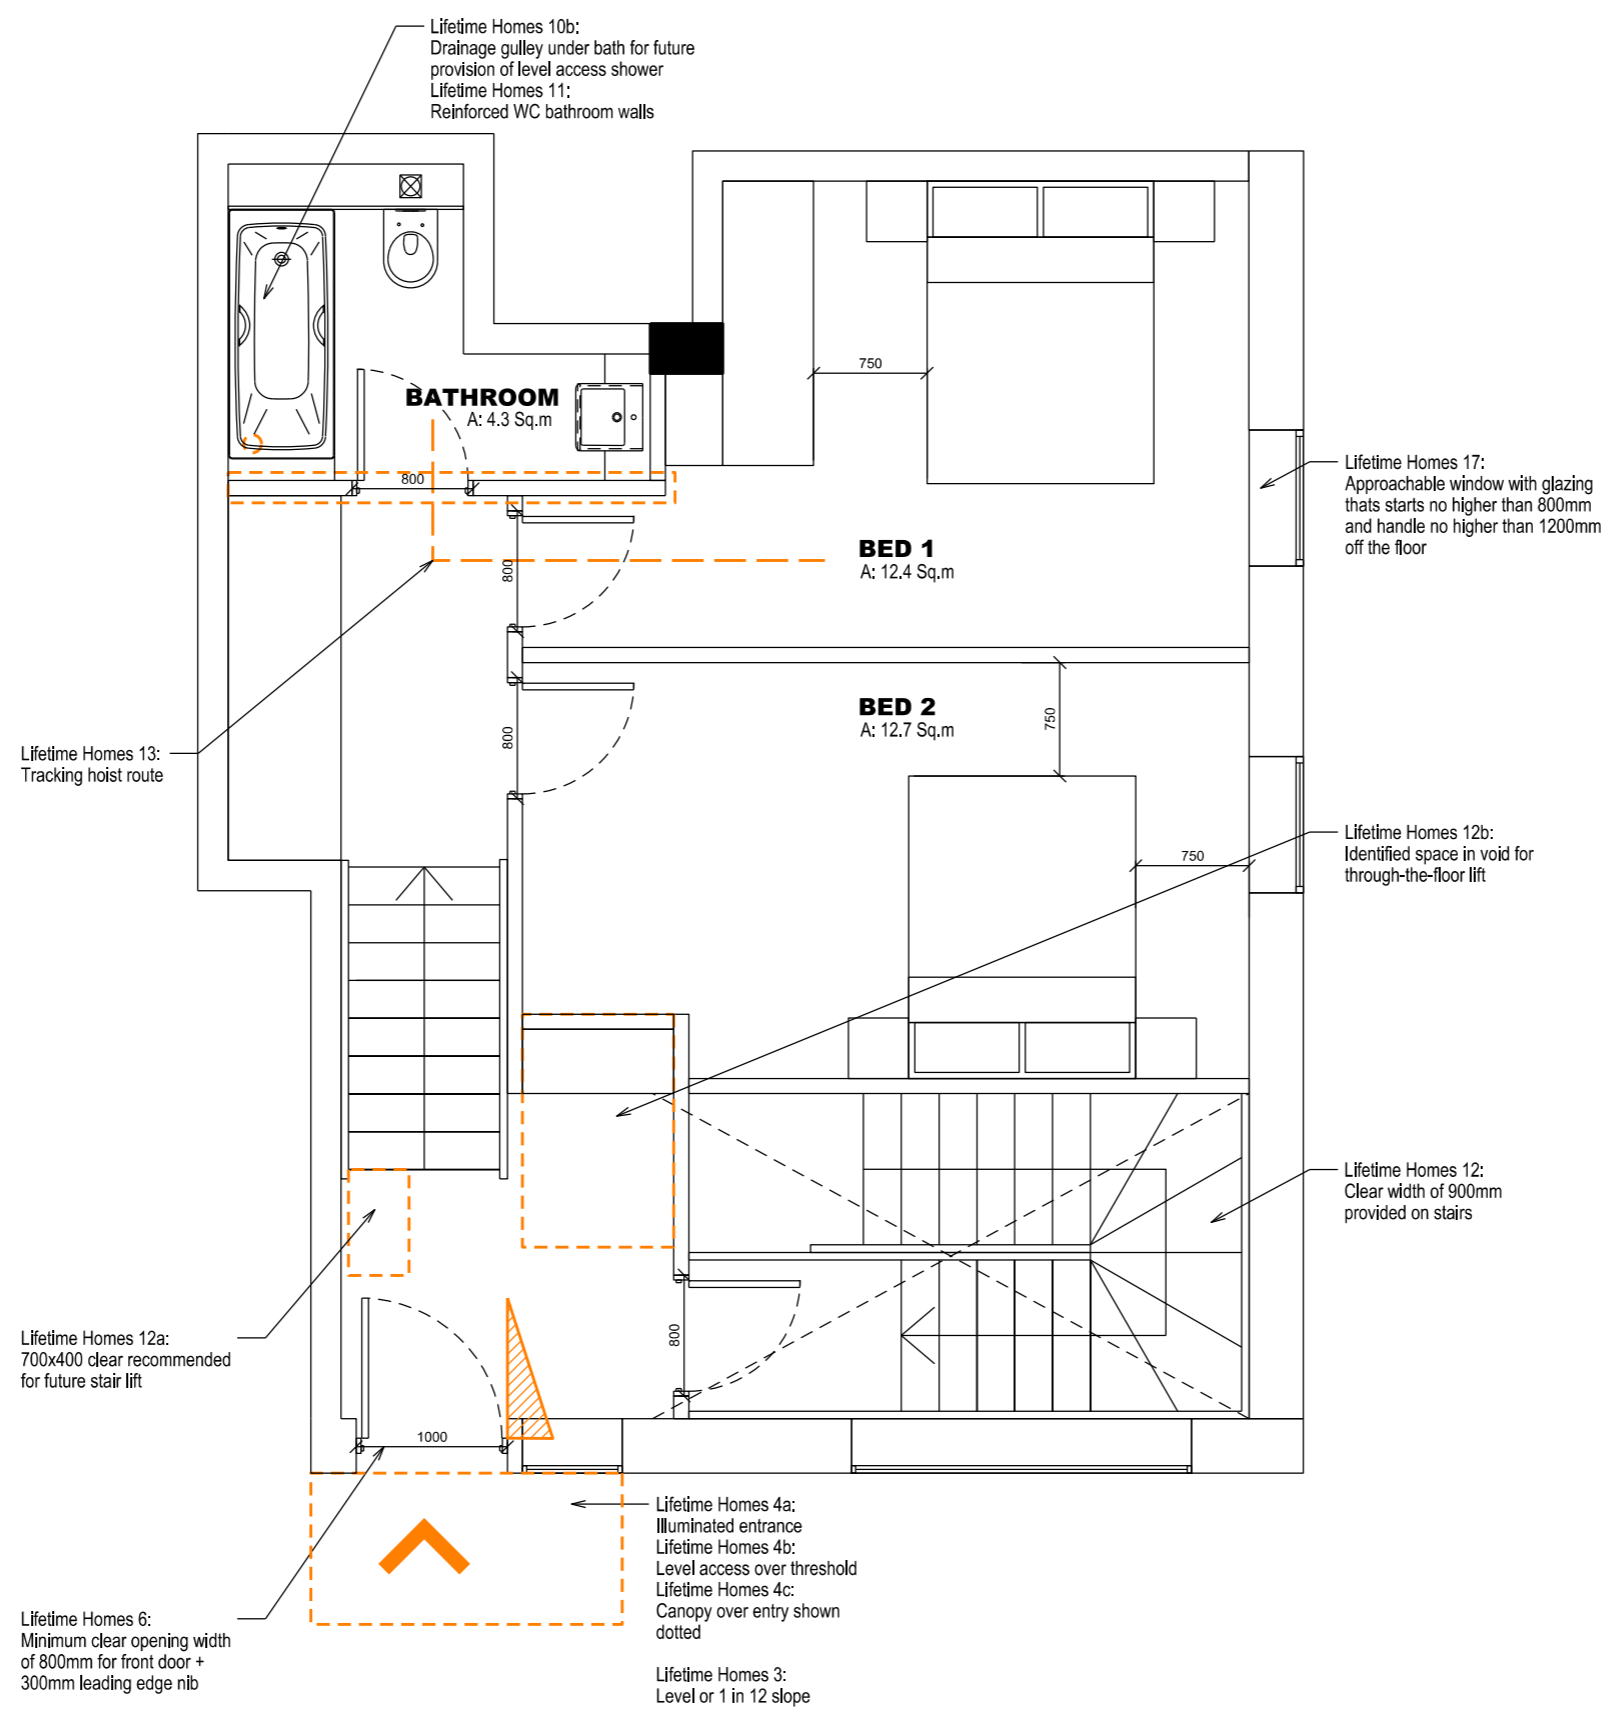 Lifetime Homes 10b:
Drainage gulley under bath for future
provision of level access shower
Lifetime Homes 11:
Reinforced WC bathroom walls
750
BATHROOM
A: 4.3 Sq.m
800
Lifetime Homes 17:
Approachable window with glazing
thats starts no higher than 800mm
and handle no higher than 1200mm
off the floor
BED 1
A: 12.4 Sq.m
800
BED 2
A: 12.7 Sq.m
750
800
Lifetime Homes 13:
Tracking hoist route
750
Lifetime Homes 12b:
Identified space in void for
through-the-floor lift
Lifetime Homes 12:
Clear width of 900mm
provided on stairs
Lifetime Homes 12a:
700x400 clear recommended
for future stair lift
800
1000
Lifetime Homes 4a:
Illuminated entrance
Lifetime Homes 4b:
Level access over threshold
Lifetime Homes 4c:
Canopy over entry shown
dotted
Lifetime Homes 3:
Level or 1 in 12 slope
Lifetime Homes 6:
Minimum clear opening width
of 800mm for front door +
300mm leading edge nib